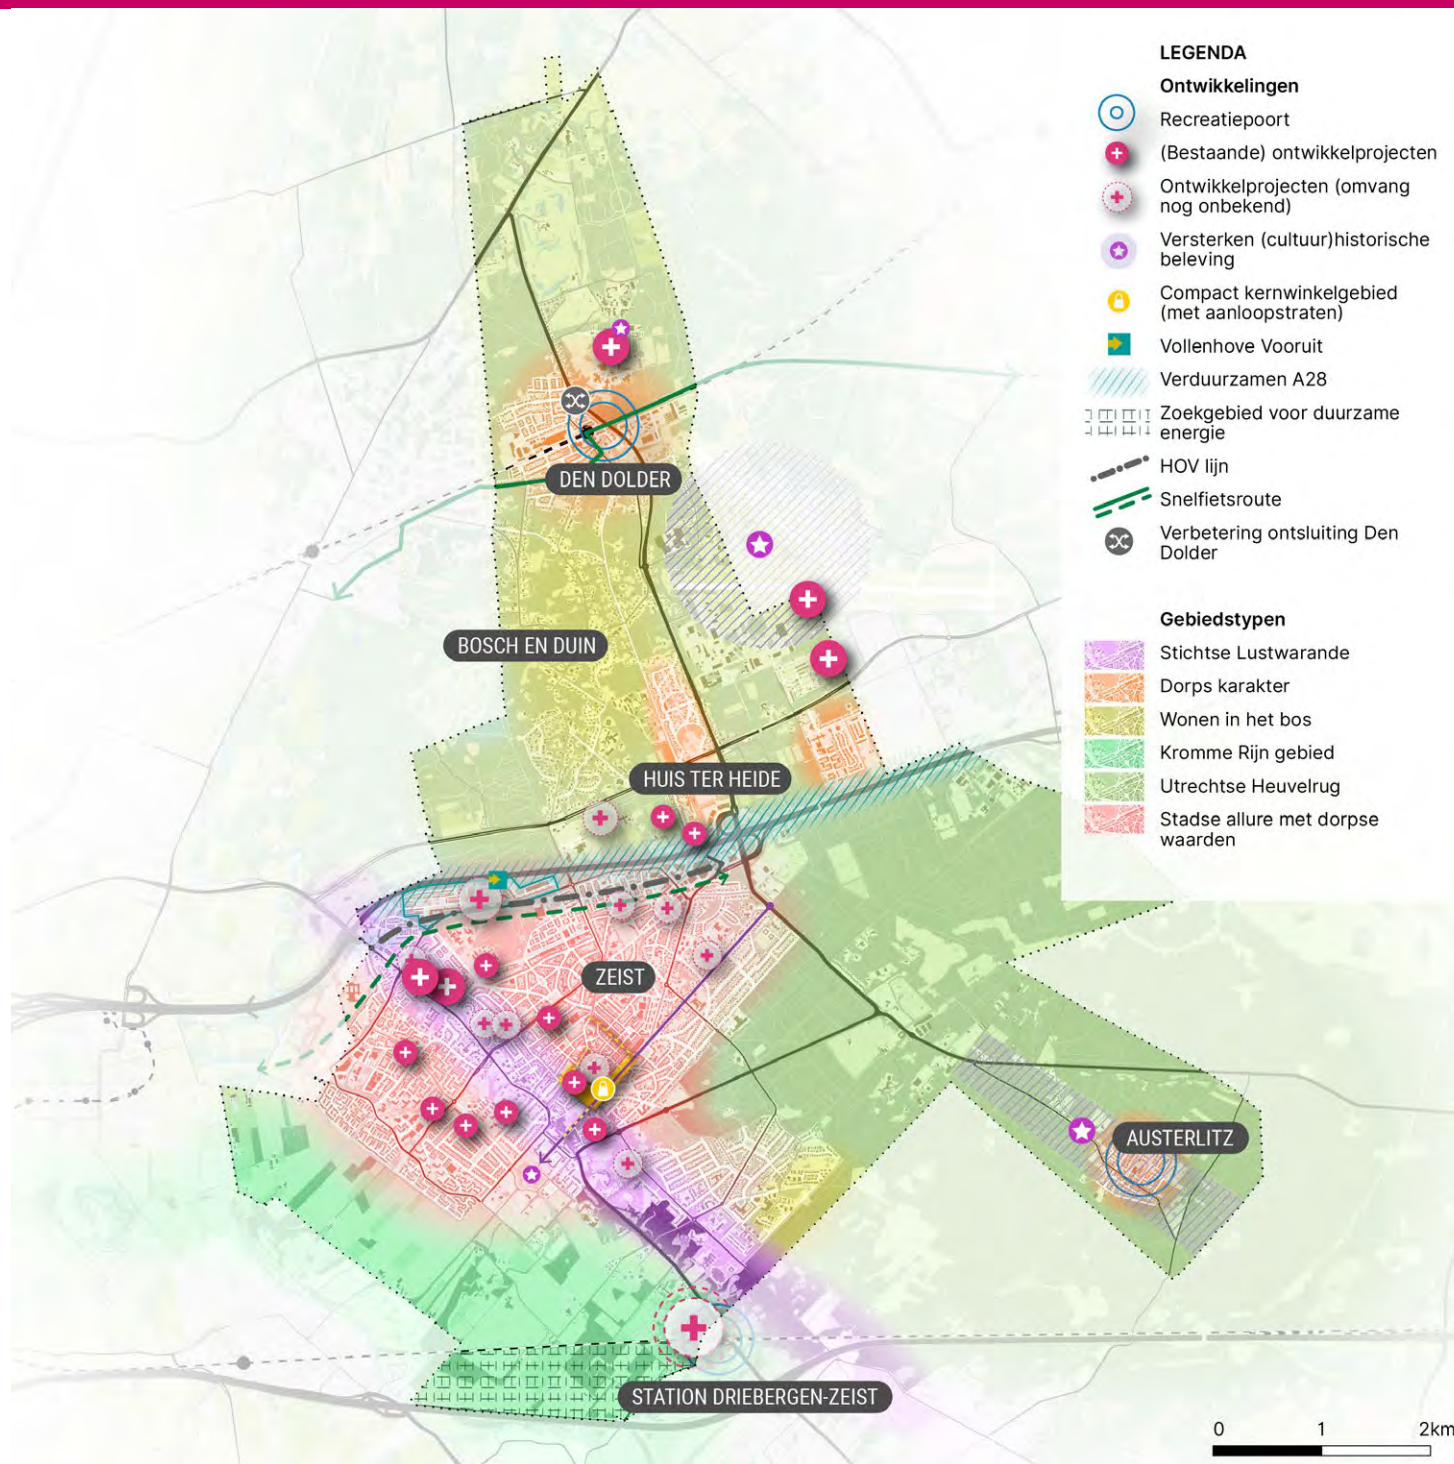 LEGENDA
Ontwikkelingen
Recreatiepoort
(Bestaande) ontwikkelprojecten
Ontwikkelprojecten (omvang
nog onbekend)
Versterken (cultuur)historische
beleving
Compact kernwinkelgebied
(met aanloopstraten)
Vollenhove Vooruit
Verduurzamen A28
Zoekgebied voor duurzame
energie
HOV lijn
Snelfietsroute
Verbetering ontsluiting Den
Dolder
Gebiedstypen
Stichtse Lustwarande
Dorps karakter
Wonen in het bos
Kromme Rijn gebied
Utrechtse Heuvelrug
Stadse allure met dorpse
waarden
DEN DOLDER
BOSCH EN DUIN
HUIS TER HEIDE
ZEIST
AUSTERLITZ
STATION DRIEBERGEN-ZEIST
0 1 2km